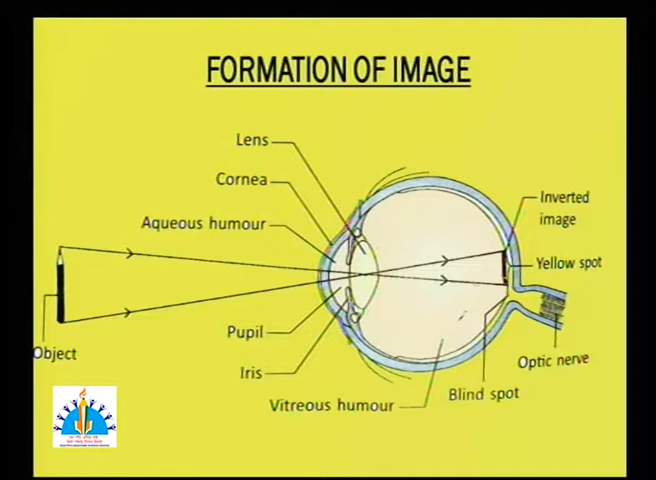 FORMATION OF IMAGE
Lens
Cornea
Aqueous humour
Inverted
image
Yellow spot
Object
Pupil
Optic nerve
Iris
Blind spot
Vitreous humour